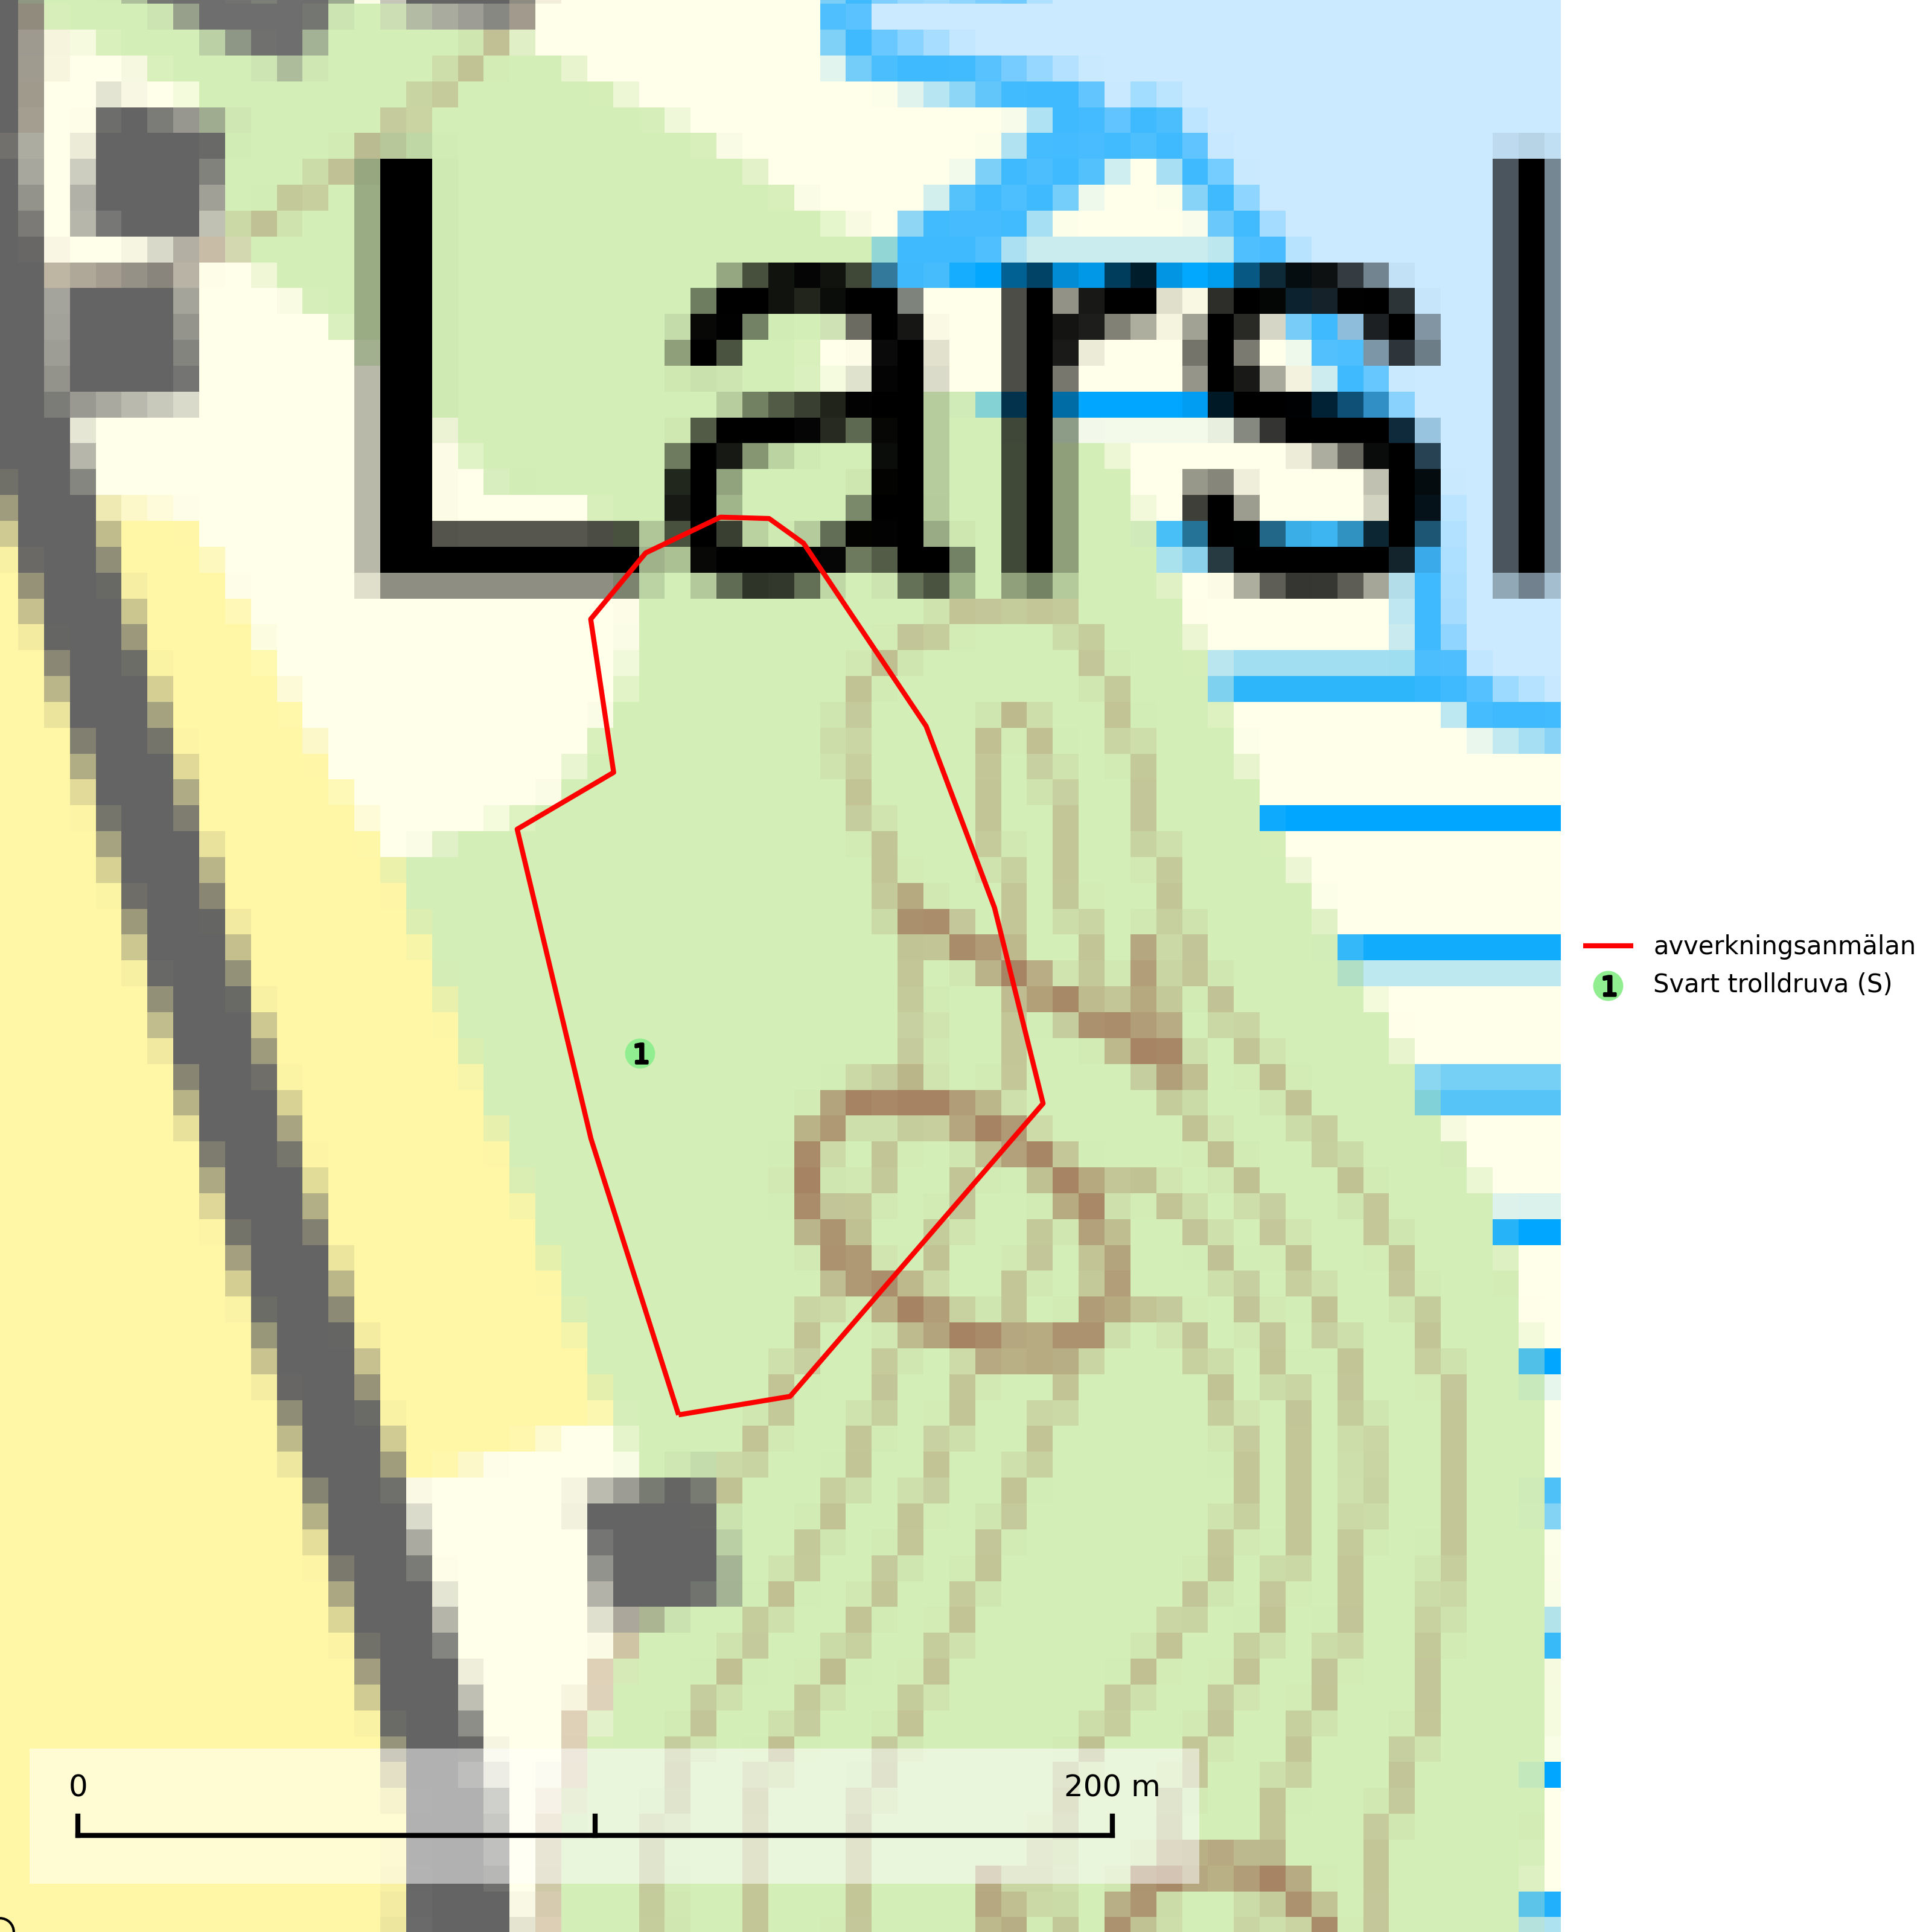 Larsl
avverkningsanmälan
1 Svart trolldruva (S)
1
0 200 m